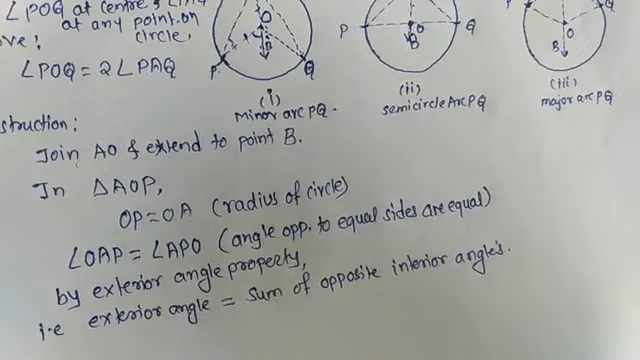 ∠POQ at centre &
at any point on
circle.
ove:
∠POQ = 2∠PAQ
O
B
P
Q
(i)
Minor arc PQ.
P
O
Q
B
(ii)
semicircle Arc PQ
P
Q
O
B
(iii)
major arc PQ
struction:
Join AO & extend to point B.
In ΔAOP,
OP = OA (radius of circle)
∠OAP = ∠APO (angle opp. to equal sides are equal)
by exterior angle property,
i.e exterior angle = sum of opposite interior angles.